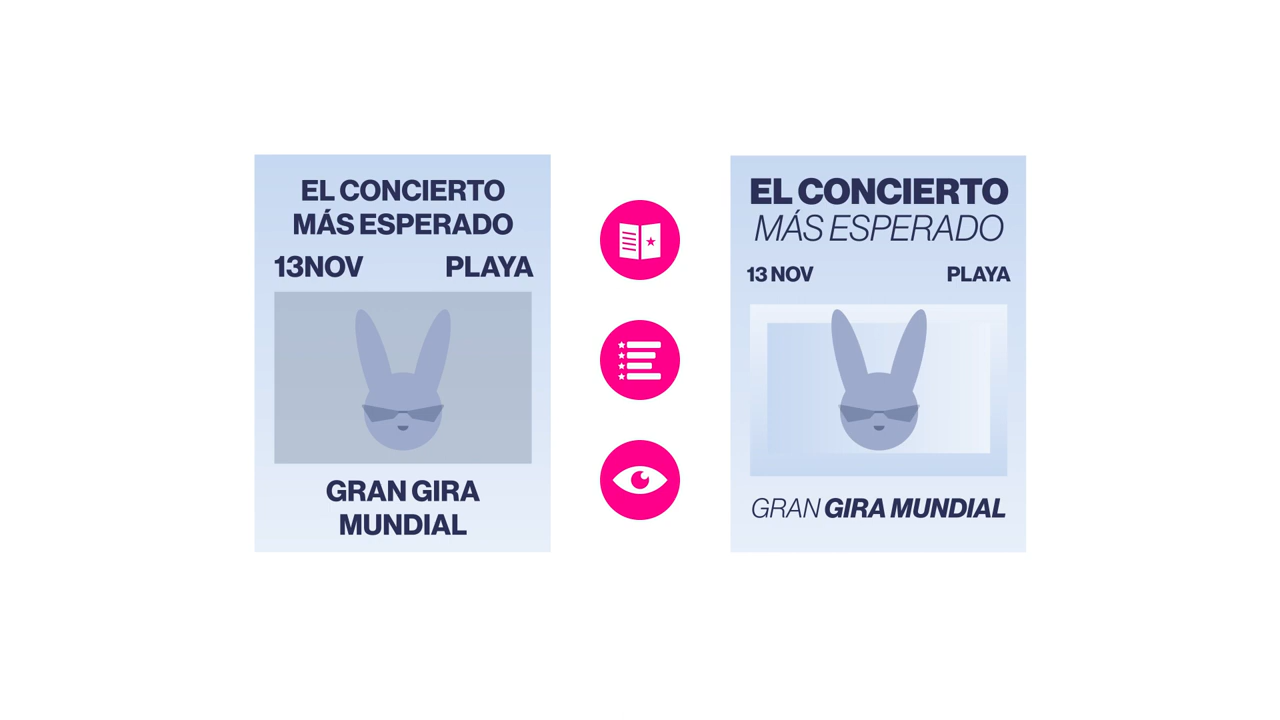 EL CONCIERTO
MÁS ESPERADO
13NOV PLAYA
GRAN GIRA
MUNDIAL
EL CONCIERTO
MÁS ESPERADO
13 NOV PLAYA
GRAN GIRA MUNDIAL